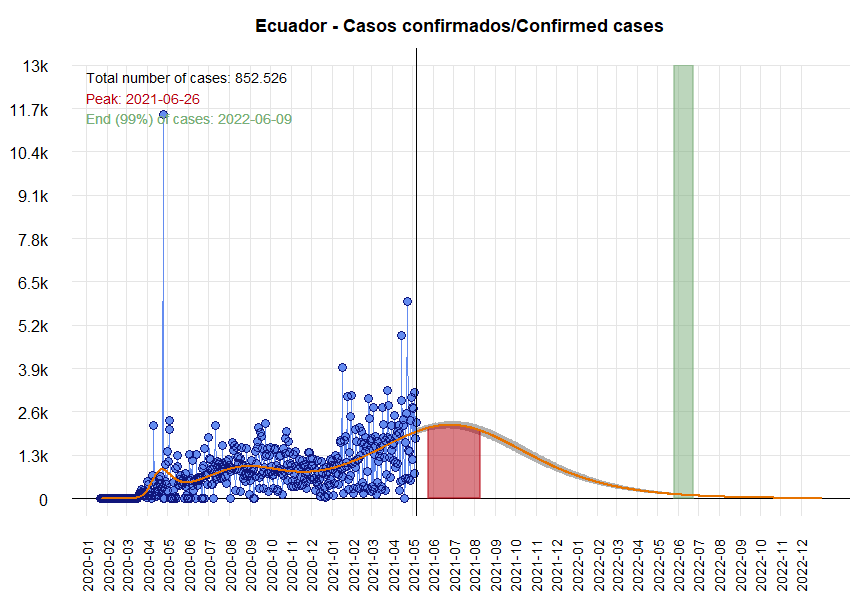 Ecuador - Casos confirmados/Confirmed cases
13k
Total number of cases: 852.526
Peak: 2021-06-26
11.7k
End (99%) of cases: 2022-06-09
10.4k
9.1k
7.8k
6.5k
5.2k
3.9k
2.6k
1.3k
0
2020-01
2020-02
2020-03
2020-04
2020-05
2020-06
2020-07
2020-08
2020-09
2020-10
2020-11
2020-12
2021-01
2021-02
2021-03
2021-04
2021-05
2021-06
2021-07
2021-08
2021-09
2021-10
2021-11
2021-12
2022-01
2022-02
2022-03
2022-04
2022-05
2022-06
2022-07
2022-08
2022-09
2022-10
2022-11
2022-12